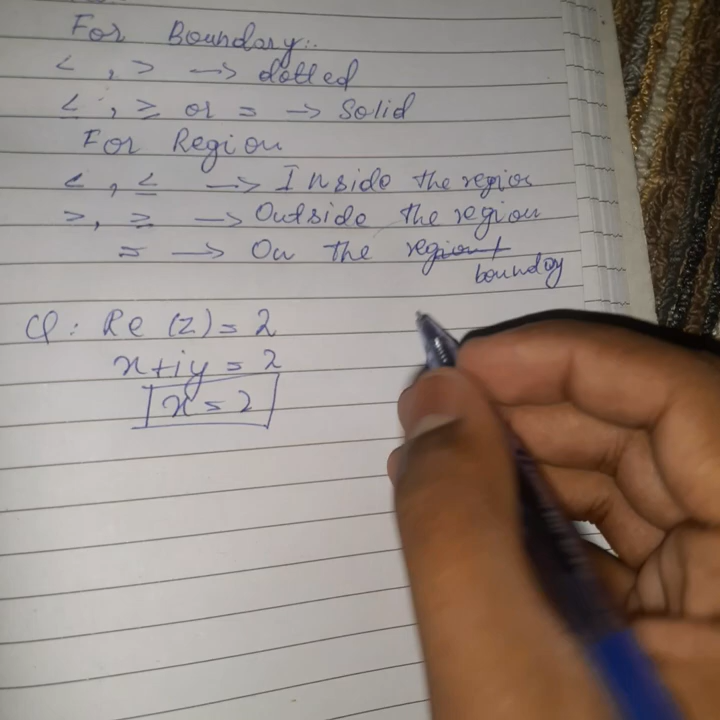 For Boundary:-
< , > → dotted
≤ , ≥ or = → Solid
For Region
< , ≤ → Inside the region
>, ≥ → Outside the region
= → On the region
boundary
Q: Re (z) = 2
x+iy = 2
x = 2